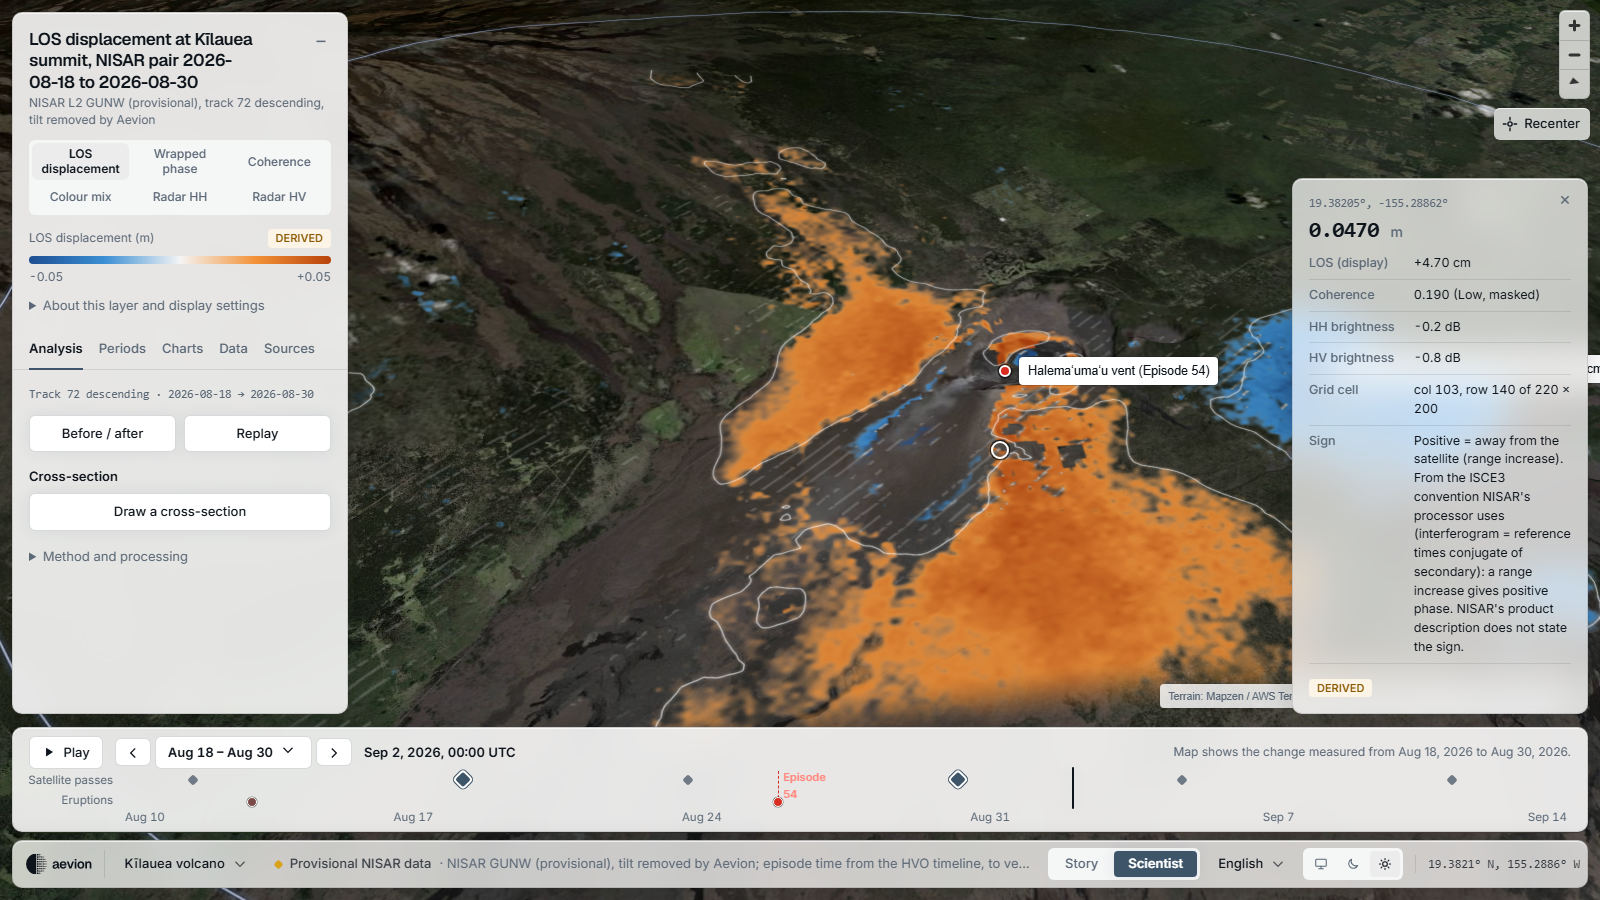 LOS displacement at Kīlauea
summit, NISAR pair 2026-
08-18 to 2026-08-30
NISAR L2 GUNW (provisional), track 72 descending,
tilt removed by Aevion
LOS displacement
Wrapped phase
Coherence
Colour mix
Radar HH
Radar HV
LOS displacement (m)
DERIVED
-0.05
+0.05
About this layer and display settings
Analysis
Periods
Charts
Data
Sources
Track 72 descending · 2026-08-18 → 2026-08-30
Before / after
Replay
Cross-section
Draw a cross-section
Method and processing
Halemaʻumaʻu vent (Episode 54)
Recenter
19.38205°, -155.28862°
0.0470 m
LOS (display) +4.70 cm
Coherence 0.190 (Low, masked)
HH brightness -0.2 dB
HV brightness -0.8 dB
Grid cell col 103, row 140 of 220 ×
200
Sign Positive = away from the
satellite (range increase).
From the ISCE3
convention NISAR's
processor uses
(interferogram = reference
times conjugate of
secondary): a range
increase gives positive
phase. NISAR's product
description does not state
the sign.
DERIVED
Terrain: Mapzen / AWS Ter
Play
Aug 18 – Aug 30
Sep 2, 2026, 00:00 UTC
Map shows the change measured from Aug 18, 2026 to Aug 30, 2026.
Satellite passes
Eruptions
Episode
54
Aug 10
Aug 17
Aug 24
Aug 31
Sep 7
Sep 14
aevion
Kīlauea volcano
Provisional NISAR data · NISAR GUNW (provisional), tilt removed by Aevion; episode time from the HVO timeline, to ve...
Story
Scientist
English
19.3821° N, 155.2886° W